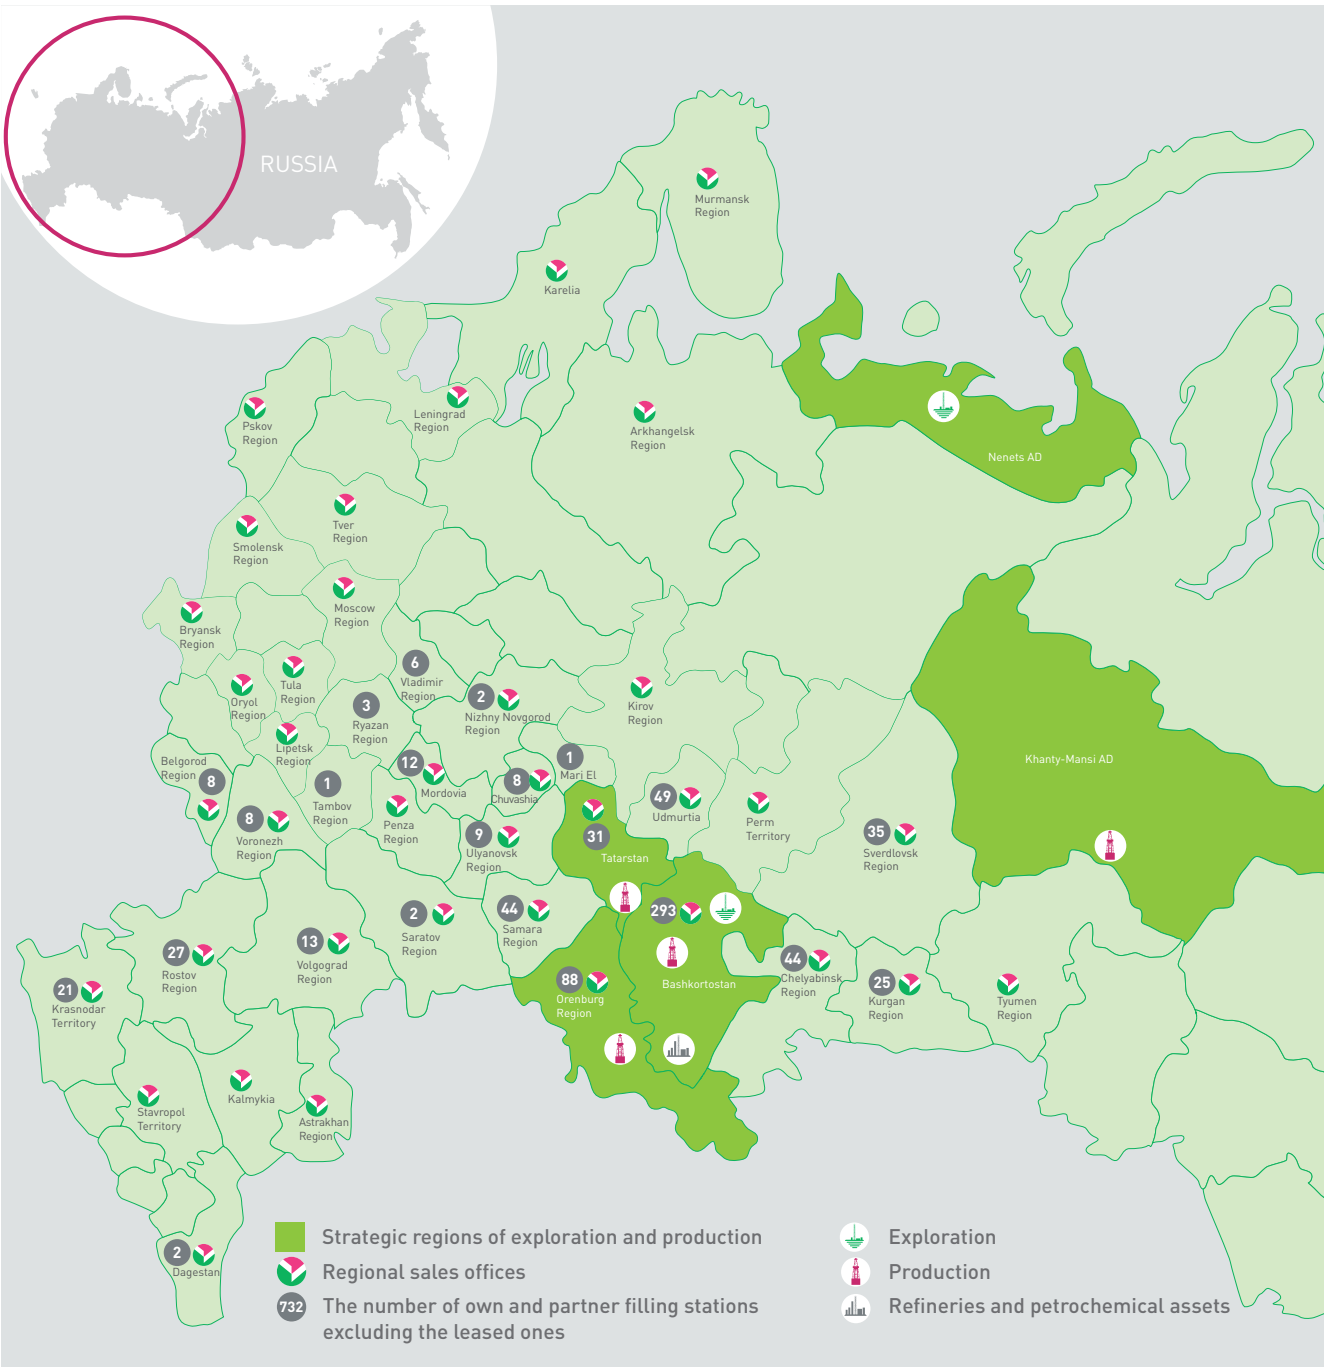 RUSSIA
Murmansk
Region
Karelia
Pskov
Region
Leningrad
Region
Arkhangelsk
Region
Nenets AD
Tver
Region
Smolensk
Region
Moscow
Region
Bryansk
Region
Tula
Region
Oryol
Region
6
Vladimir
Region
3
Ryazan
Region
2
Nizhny Novgorod
Region
Kirov
Region
Lipetsk
Region
Belgorod
Region
8
1
Tambov
Region
12
Mordovia
8
Chuvashia
1
Mari El
49
Udmurtia
Perm
Territory
Khanty-Mansi AD
8
Voronezh
Region
Penza
Region
9
Ulyanovsk
Region
31
Tatarstan
35
Sverdlovsk
Region
27
Rostov
Region
13
Volgograd
Region
2
Saratov
Region
44
Samara
Region
293
Bashkortostan
44
Chelyabinsk
Region
21
Krasnodar
Territory
88
Orenburg
Region
25
Kurgan
Region
Tyumen
Region
Stavropol
Territory
Kalmykia
Astrakhan
Region
2
Dagestan
Strategic regions of exploration and production
Regional sales offices
732
The number of own and partner filling stations
excluding the leased ones
Exploration
Production
Refineries and petrochemical assets